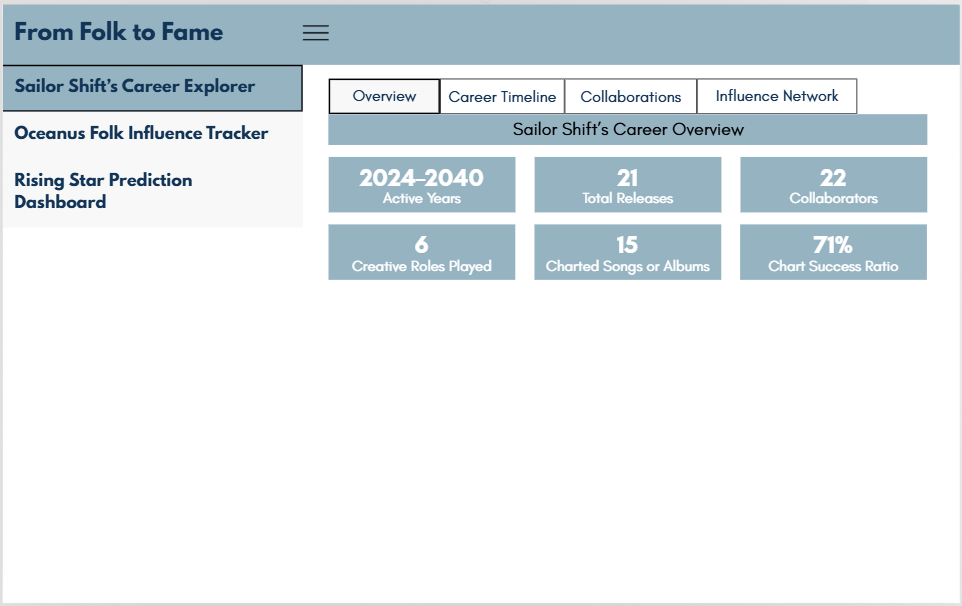 From Folk to Fame
Sailor Shift's Career Explorer
Oceanus Folk Influence Tracker
Rising Star Prediction
Dashboard
Overview
Career Timeline
Collaborations
Influence Network
Sailor Shift's Career Overview
2024–2040
Active Years
21
Total Releases
22
Collaborators
6
Creative Roles Played
15
Charted Songs or Albums
71%
Chart Success Ratio